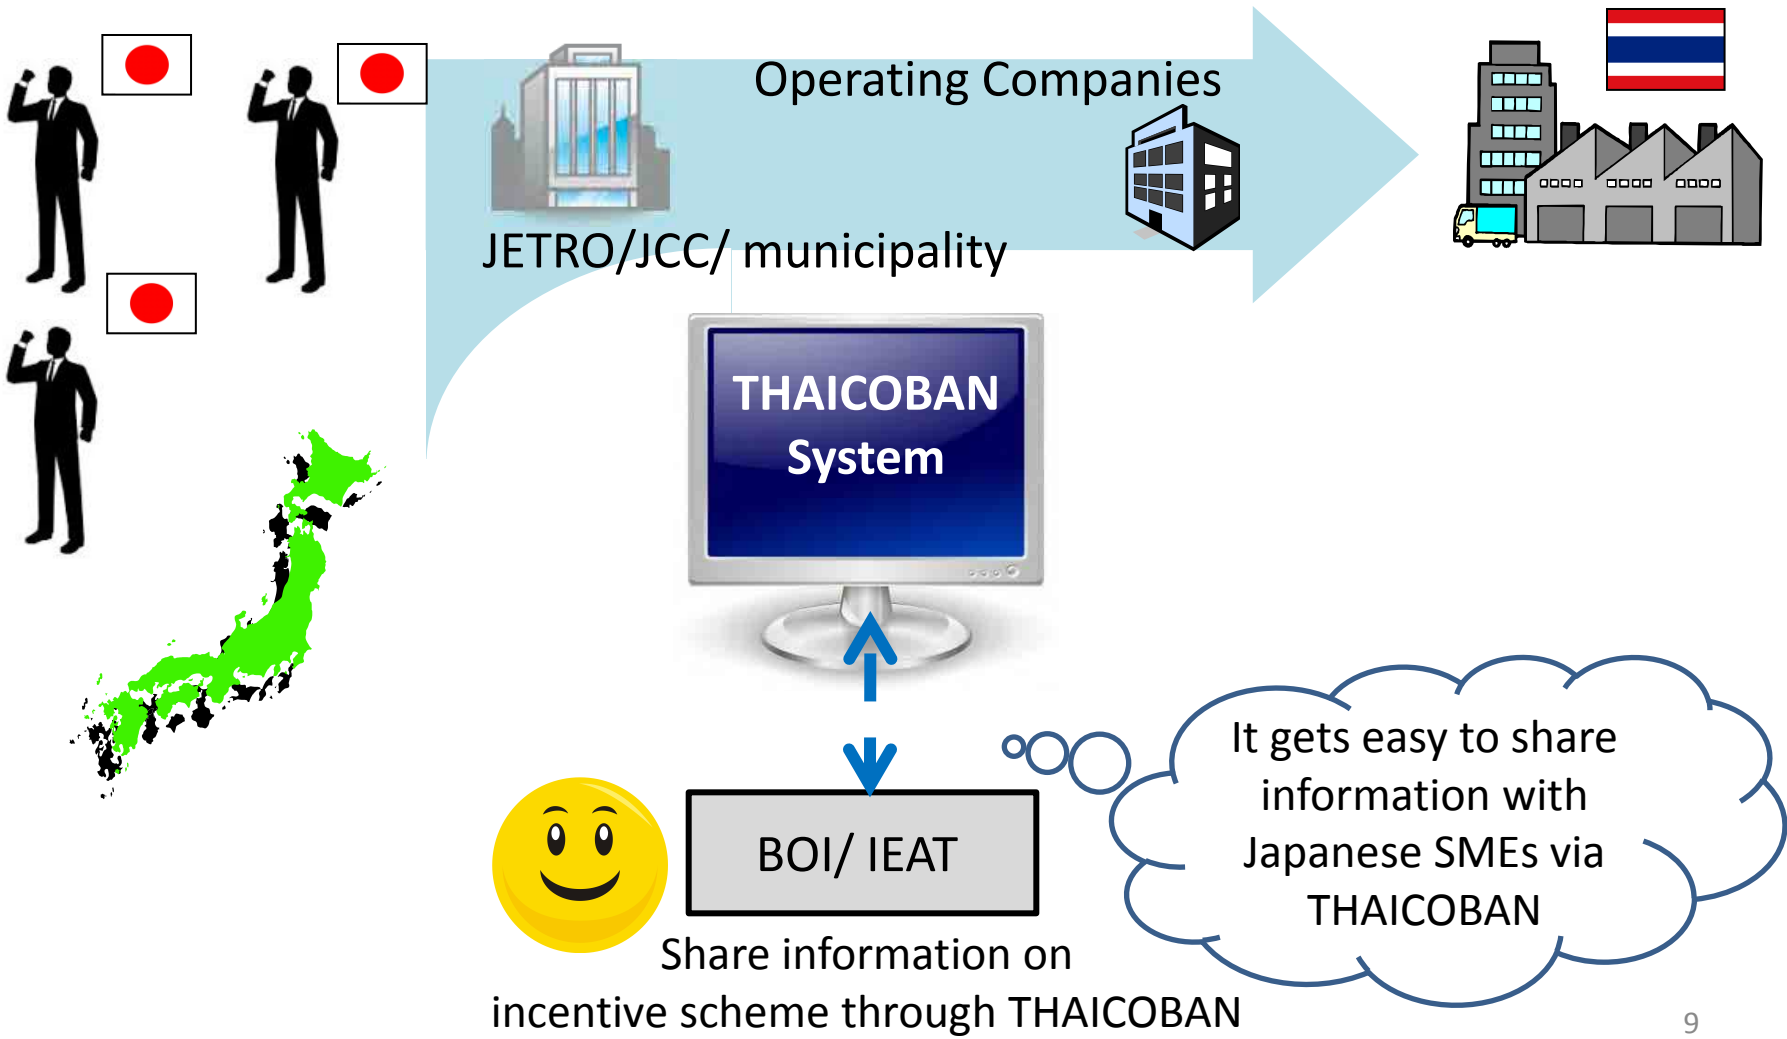 Operating Companies
JETRO/JCC/ municipality
THAICOBAN
System
It gets easy to share
information with
Japanese SMEs via
THAICOBAN
BOI/ IEAT
Share information on
incentive scheme through THAICOBAN
9